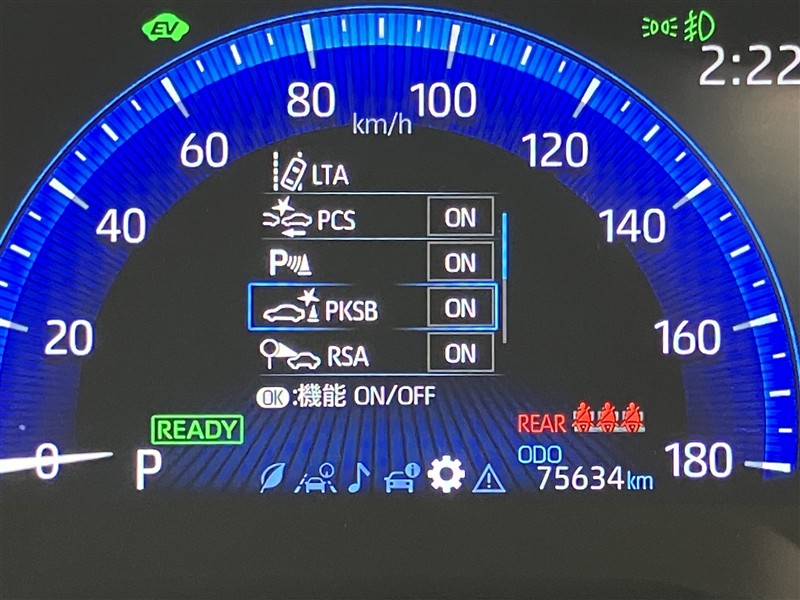 EV
2:22
80 100
km/h
60 120
LTA
40 140
PCS ON
P ON
PKSB ON
20 160
RSA ON
OK:機能 ON/OFF
READY
REAR
0 P
ODO
75634km
180